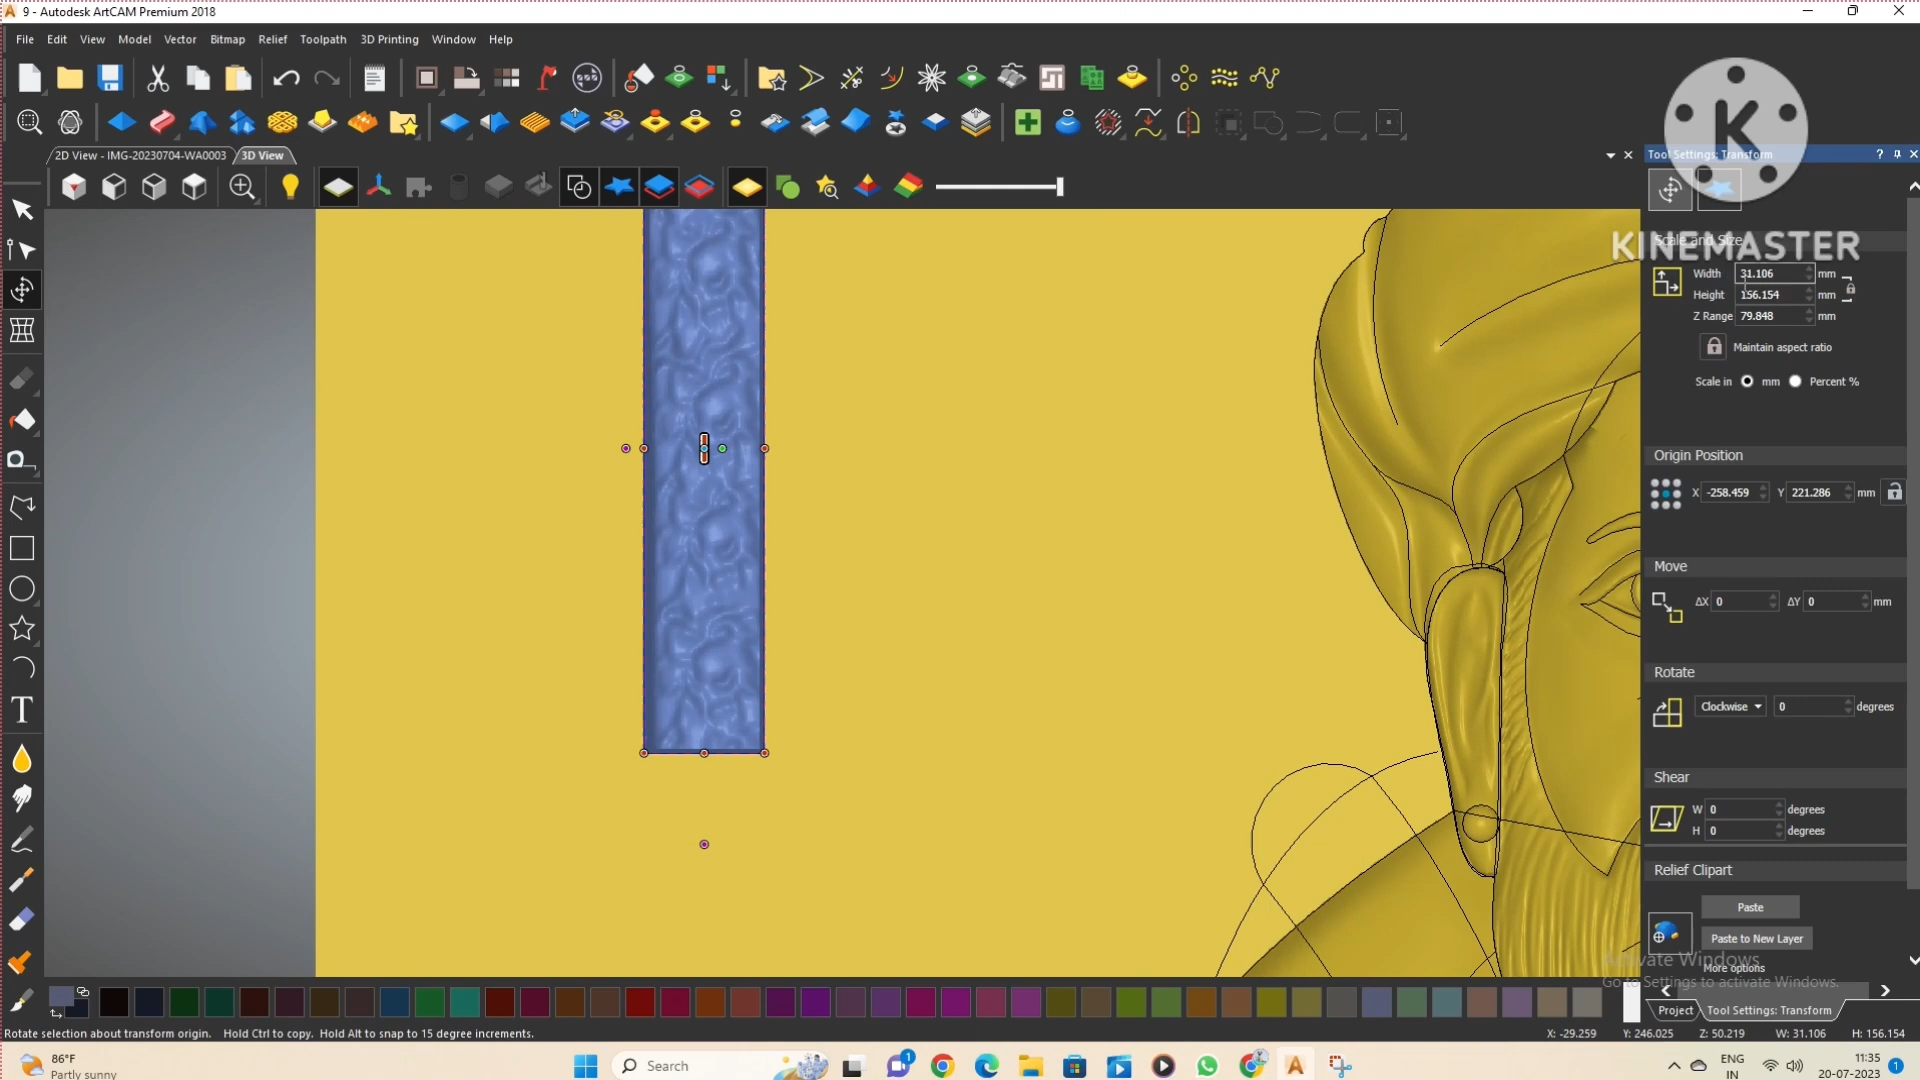 9 - Autodesk ArtCAM Premium 2018
File Edit View Model Vector Bitmap Relief Toolpath 3D Printing Window Help
2D View - IMG-20230704-WA0003 3D View
Tool Settings: Transform
K
KINEMASTER
Scale and Size
Width 31.106 mm
Height 156.154 mm
Z Range 79.848 mm
Maintain aspect ratio
Scale in mm Percent %
Origin Position
X -258.459 Y 221.286 mm
Move
ΔX 0 ΔY 0 mm
Rotate
Clockwise 0 degrees
Shear
W 0 degrees
H 0 degrees
Relief Clipart
Paste
Paste to New Layer
More options
Activate Windows
Go to Settings to activate Windows.
Project Tool Settings: Transform
Rotate selection about transform origin. Hold Ctrl to copy. Hold Alt to snap to 15 degree increments.
X: -29.259 Y: 246.025 Z: 50.219 W: 31.106 H: 156.154
86°F
Partly sunny
Search
1
ENG
IN
11:35
20-07-2023
1